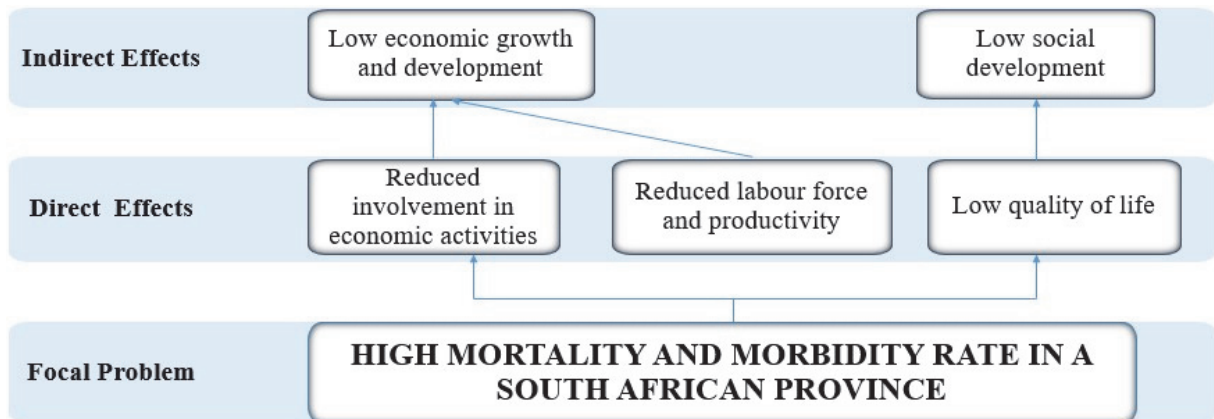 Indirect Effects
Low economic growth
and development
Low social
development
Direct  Effects
Reduced
involvement in
economic activities
Reduced labour force
and productivity
Low quality of life
Focal Problem
HIGH MORTALITY AND MORBIDITY RATE IN A
SOUTH AFRICAN PROVINCE